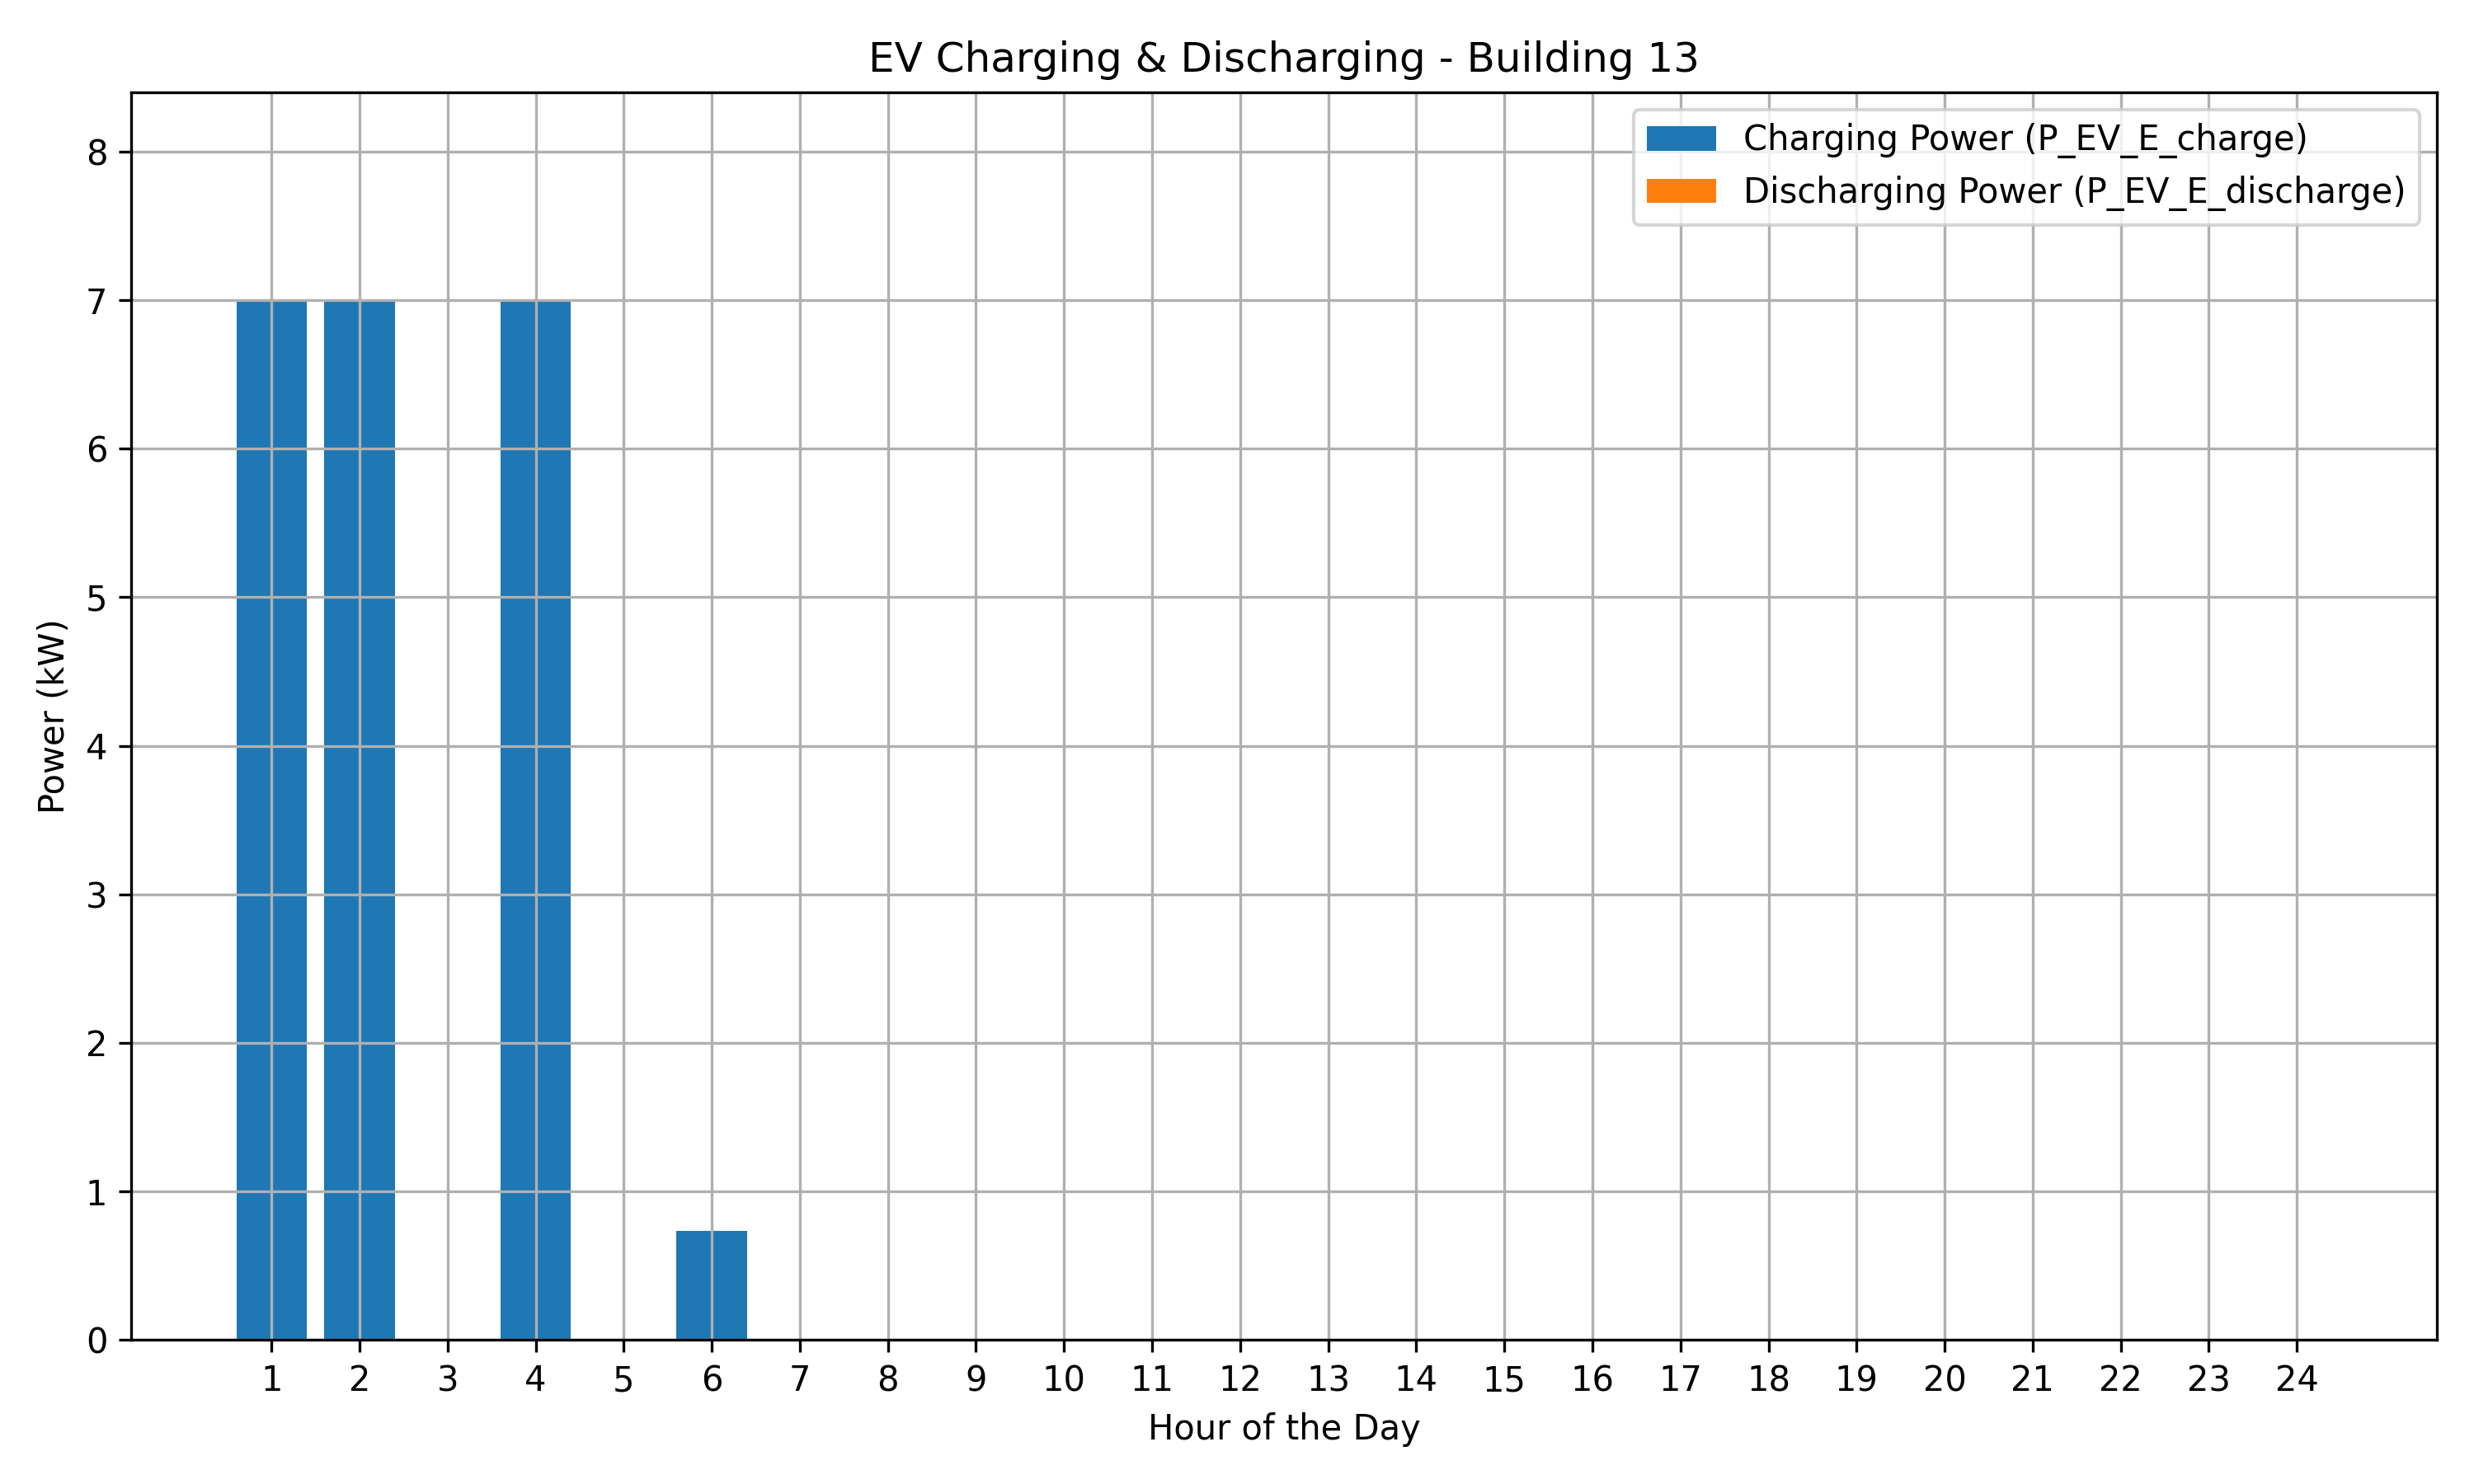 EV Charging & Discharging - Building 13
Charging Power (P_EV_E_charge)
Discharging Power (P_EV_E_discharge)
Power (kW)
8
7
6
5
4
3
2
1
0
1 2 3 4 5 6 7 8 9 10 11 12 13 14 15 16 17 18 19 20 21 22 23 24
Hour of the Day